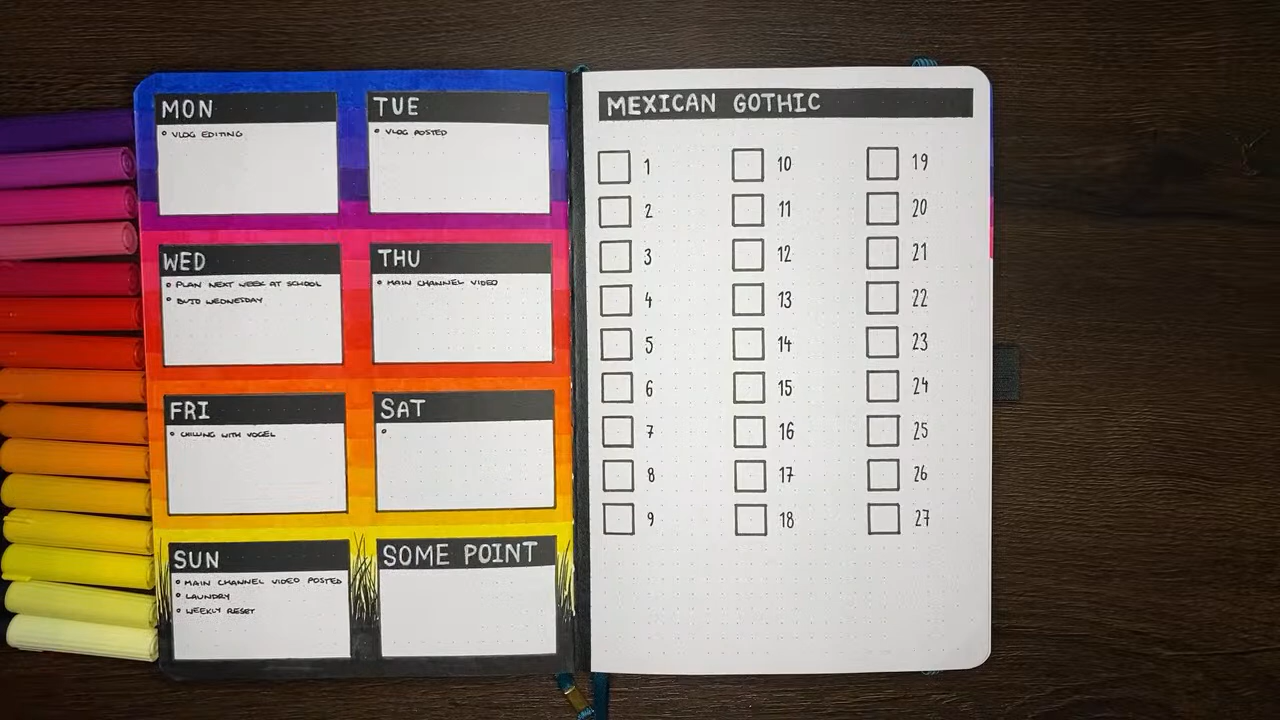 MON
VLOG EDITING
TUE
VLOG POSTED
WED
PLAN NEXT WEEK AT SCHOOL
BUJO WEDNESDAY
THU
MAIN CHANNEL VIDEO
FRI
CHILLING WITH VOGEL
SAT
SUN
MAIN CHANNEL VIDEO POSTED
LAUNDRY
WEEKLY RESET
SOME POINT
MEXICAN GOTHIC
1
2
3
4
5
6
7
8
9
10
11
12
13
14
15
16
17
18
19
20
21
22
23
24
25
26
27